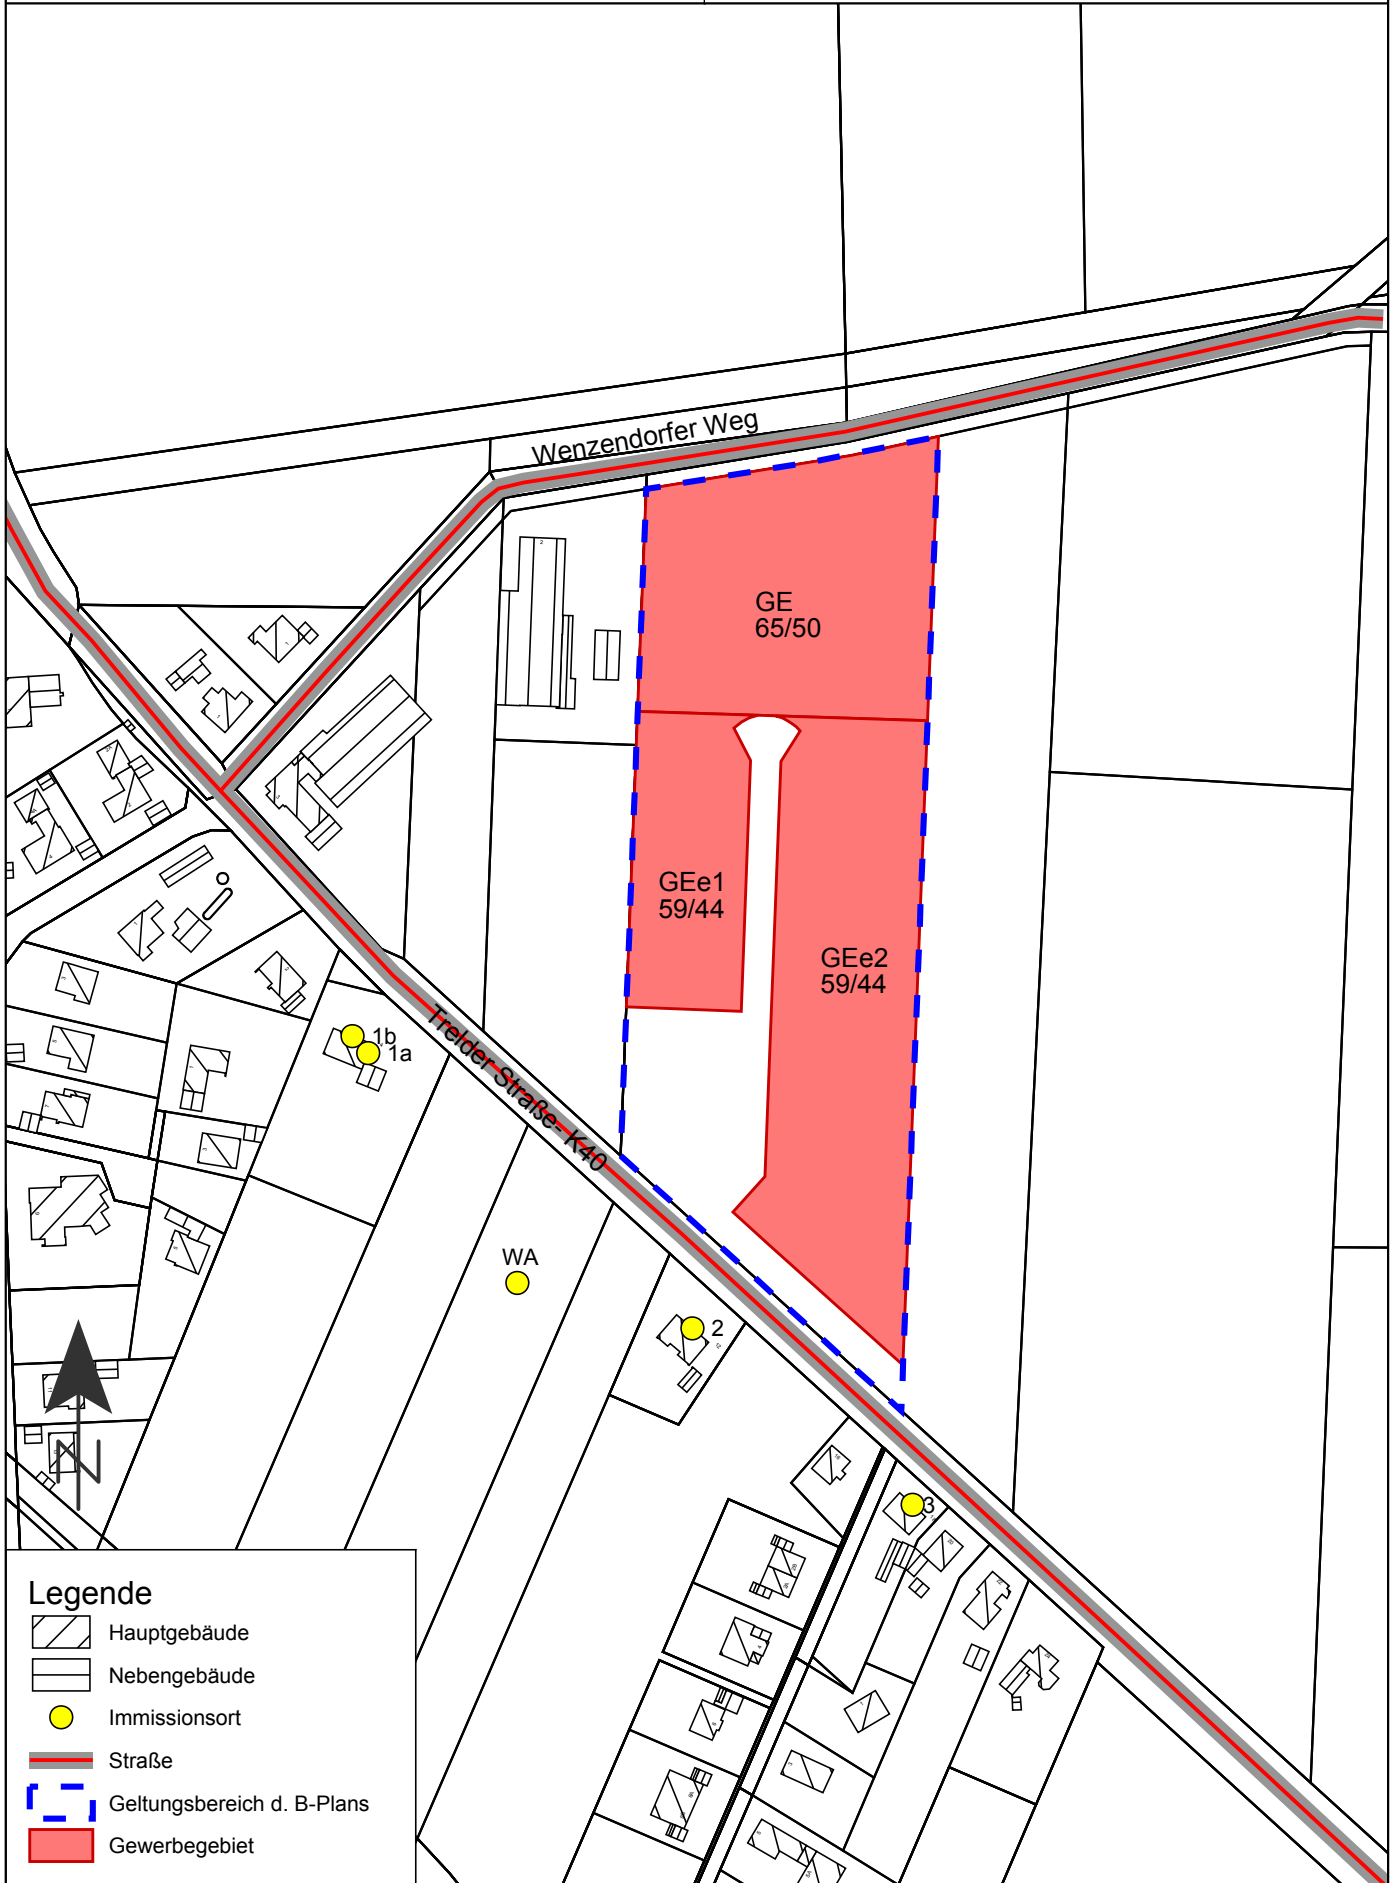 Wenzendorfer Weg
GE
65/50
GEe1
59/44
GEe2
59/44
1b
1a
Trelder Straße- K40
WA
2
3
N
Legende
Hauptgebäude
Nebengebäude
Immissionsort
Straße
Geltungsbereich d. B-Plans
Gewerbegebiet